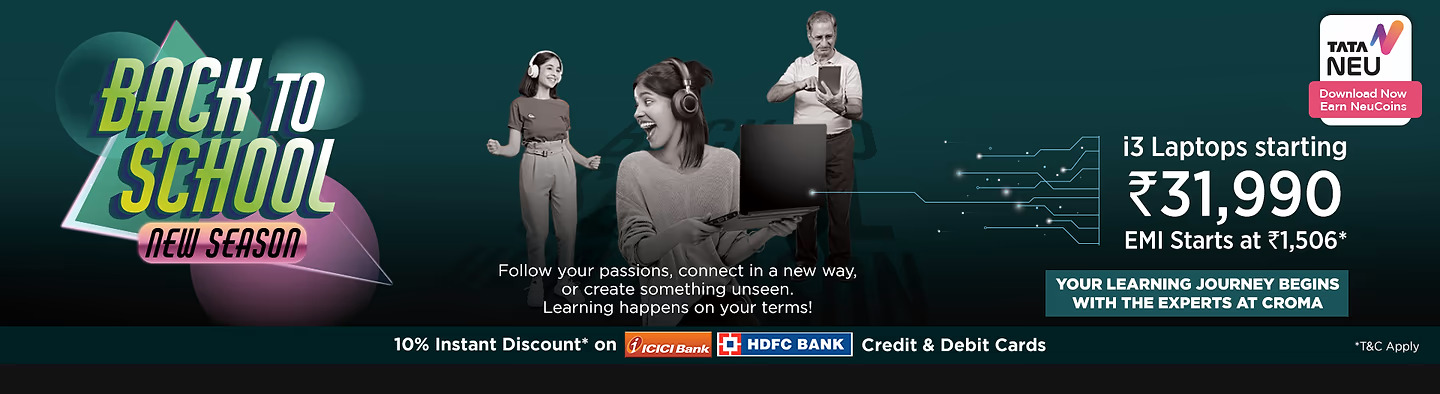 BACK TO
SCHOOL
NEW SEASON
Follow your passions, connect in a new way,
or create something unseen.
Learning happens on your terms!
TATA
NEU
Download Now
Earn NeuCoins
i3 Laptops starting
₹31,990
EMI Starts at ₹1,506*
YOUR LEARNING JOURNEY BEGINS
WITH THE EXPERTS AT CROMA
10% Instant Discount* on ICICI Bank HDFC BANK Credit & Debit Cards
*T&C Apply